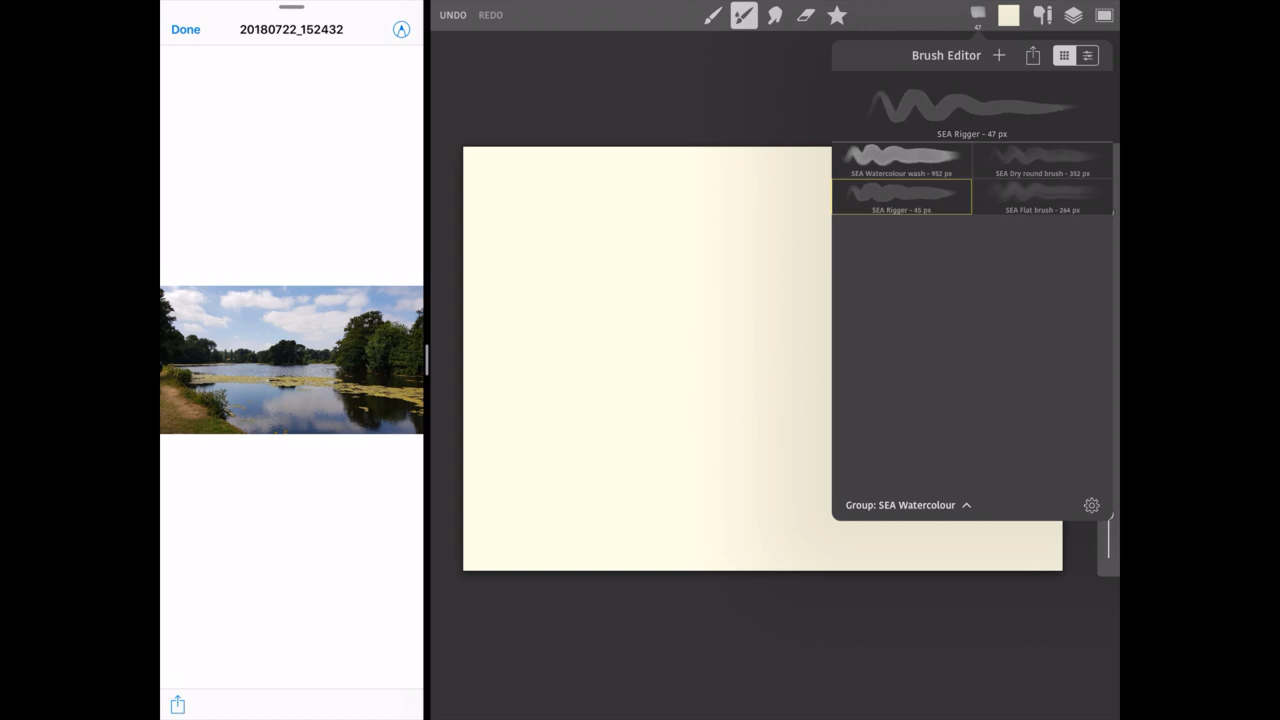 Done
20180722_152432
UNDO
REDO
47
Brush Editor
SEA Rigger - 47 px
SEA Watercolour wash - 952 px
SEA Dry round brush - 352 px
SEA Rigger - 45 px
SEA Flat brush - 264 px
Group: SEA Watercolour